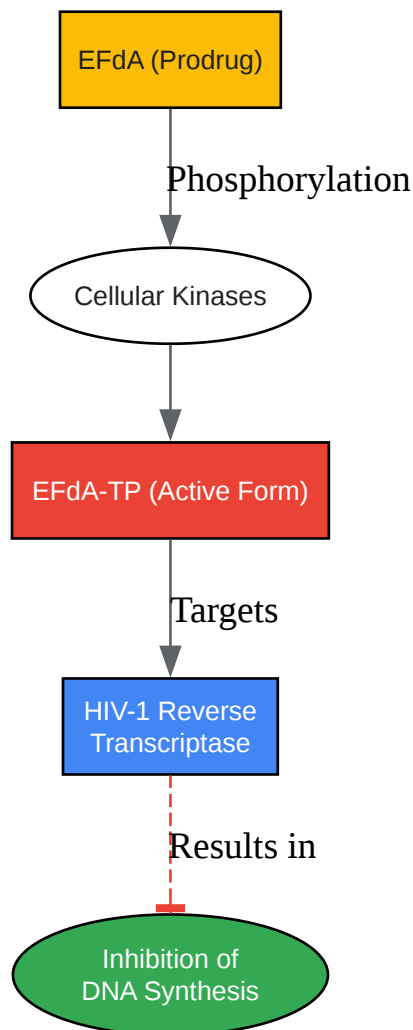 EFdA (Prodrug)
Phosphorylation
Cellular Kinases
EFdA-TP (Active Form)
Targets
HIV-1 Reverse
Transcriptase
Results in
Inhibition of
DNA Synthesis